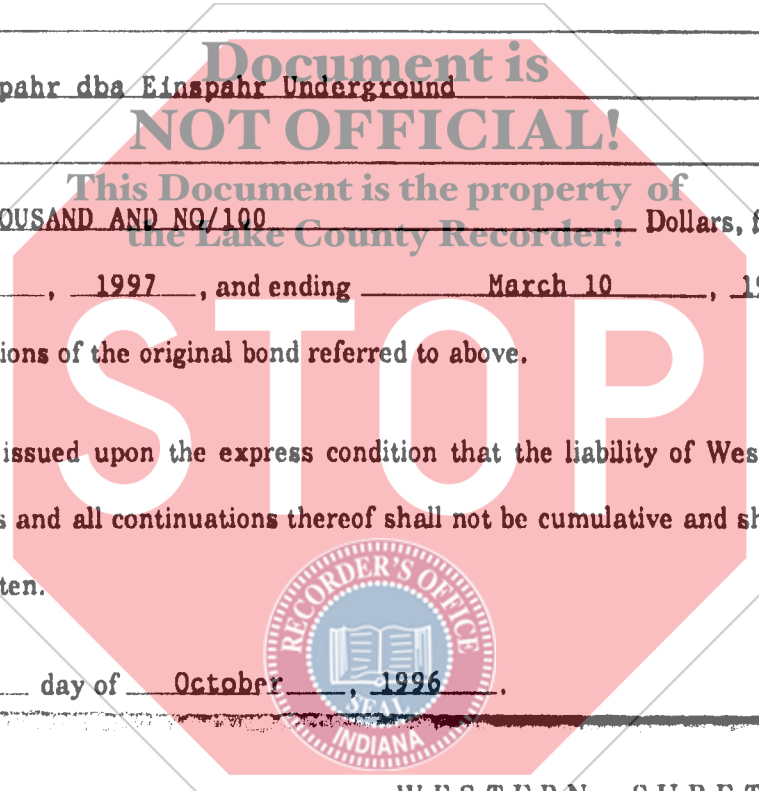 Document is
pahr dba Einspahr Underground
NOT OFFICIAL!
This Document is the property of
OUSAND AND NO/100 Dollars, f
the Lake County Recorder!
, 1997 , and ending March 10 , 19
STOP
ions of the original bond referred to above.
issued upon the express condition that the liability of Wes
s and all continuations thereof shall not be cumulative and sh
ten.
RECORDER'S OFFICE
day of October , 1996 .
SEAL
INDIANA
WESTERN SURET